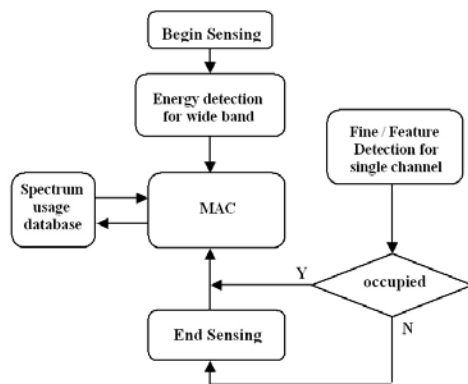 Begin Sensing
Energy detection
for wide band
Fine / Feature
Detection for
single channel
Spectrum
usage
database
MAC
Y
occupied
N
End Sensing